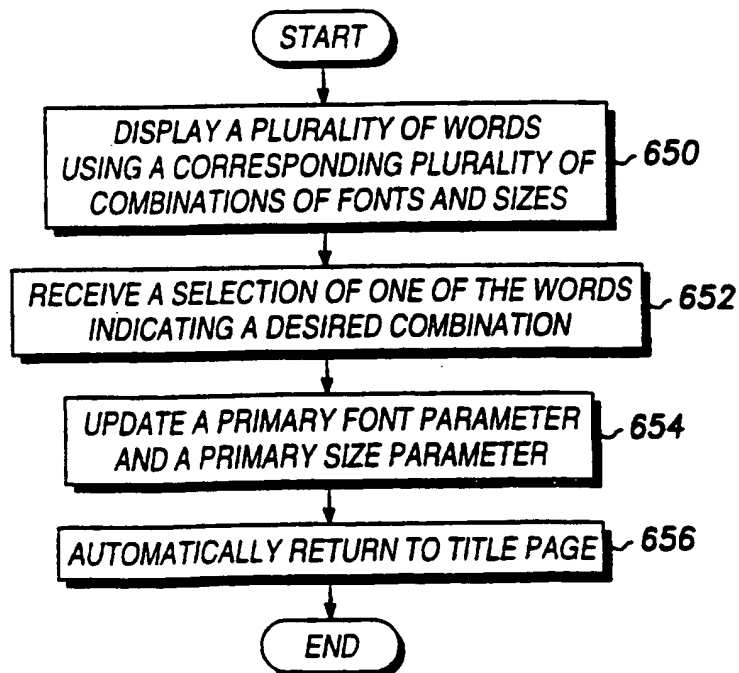 START
DISPLAY A PLURALITY OF WORDS
USING A CORRESPONDING PLURALITY OF
COMBINATIONS OF FONTS AND SIZES
650
RECEIVE A SELECTION OF ONE OF THE WORDS
INDICATING A DESIRED COMBINATION
652
UPDATE A PRIMARY FONT PARAMETER
AND A PRIMARY SIZE PARAMETER
654
AUTOMATICALLY RETURN TO TITLE PAGE
656
END